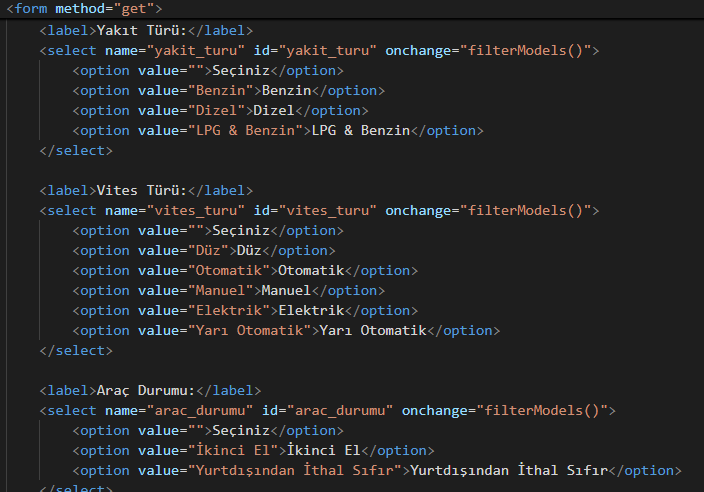 <form method="get">
<label>Yakıt Türü:</label>
<select name="yakit_turu" id="yakit_turu" onchange="filterModels()">
<option value="">Seçiniz</option>
<option value="Benzin">Benzin</option>
<option value="Dizel">Dizel</option>
<option value="LPG & Benzin">LPG & Benzin</option>
</select>
<label>Vites Türü:</label>
<select name="vites_turu" id="vites_turu" onchange="filterModels()">
<option value="">Seçiniz</option>
<option value="Düz">Düz</option>
<option value="Otomatik">Otomatik</option>
<option value="Manuel">Manuel</option>
<option value="Elektrik">Elektrik</option>
<option value="Yarı Otomatik">Yarı Otomatik</option>
</select>
<label>Araç Durumu:</label>
<select name="arac_durumu" id="arac_durumu" onchange="filterModels()">
<option value="">Seçiniz</option>
<option value="İkinci El">İkinci El</option>
<option value="Yurtdışından İthal Sıfır">Yurtdışından İthal Sıfır</option>
</select>